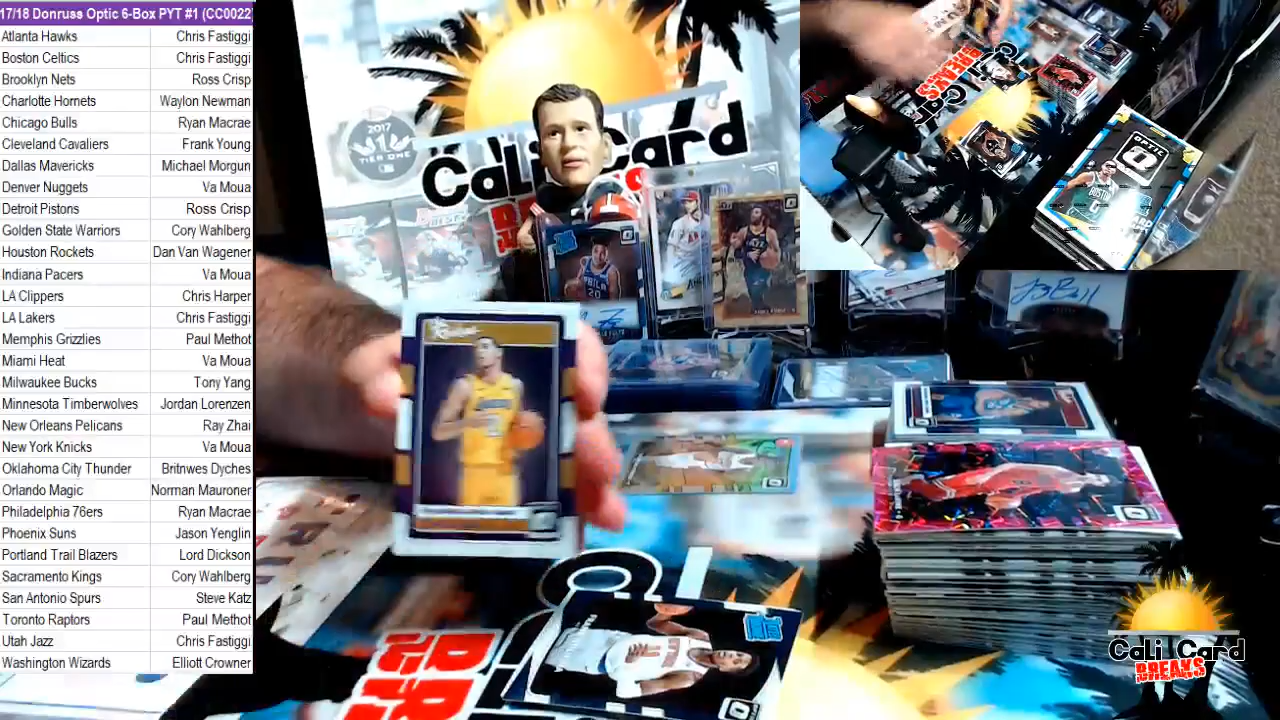 17/18 Donruss Optic 6-Box PYT #1 (CC0022
Atlanta Hawks Chris Fastiggi
Boston Celtics Chris Fastiggi
Brooklyn Nets Ross Crisp
Charlotte Hornets Waylon Newman
Chicago Bulls Ryan Macrae
Cleveland Cavaliers Frank Young
Dallas Mavericks Michael Morgun
Denver Nuggets Va Moua
Detroit Pistons Ross Crisp
Golden State Warriors Cory Wahlberg
Houston Rockets Dan Van Wagener
Indiana Pacers Va Moua
LA Clippers Chris Harper
LA Lakers Chris Fastiggi
Memphis Grizzlies Paul Methot
Miami Heat Va Moua
Milwaukee Bucks Tony Yang
Minnesota Timberwolves Jordan Lorenzen
New Orleans Pelicans Ray Zhai
New York Knicks Va Moua
Oklahoma City Thunder Britnwes Dyches
Orlando Magic Norman Mauroner
Philadelphia 76ers Ryan Macrae
Phoenix Suns Jason Yenglin
Portland Trail Blazers Lord Dickson
Sacramento Kings Cory Wahlberg
San Antonio Spurs Steve Katz
Toronto Raptors Paul Methot
Utah Jazz Chris Fastiggi
Washington Wizards Elliott Crowner
2017
TIER ONE
Cali Card
PHILA
20
OPTIC
BOSTON
BREAKS
Cali Card
BREAKS